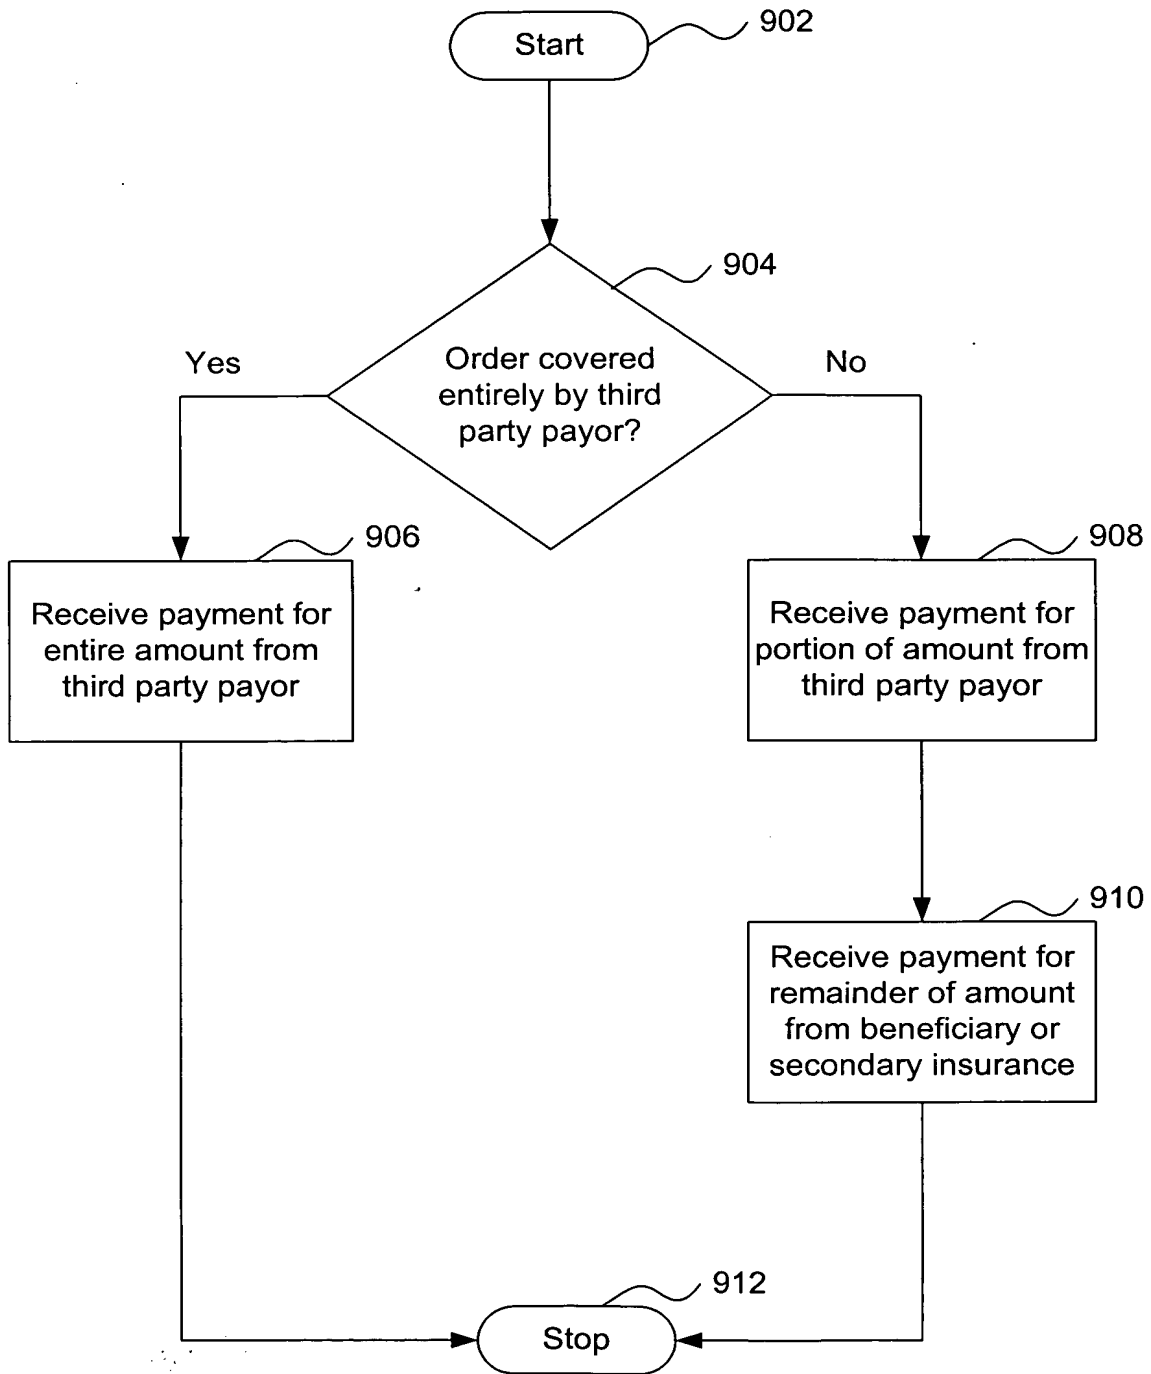 Start
902
904
Order covered
entirely by third
party payor?
Yes
No
906
Receive payment for
entire amount from
third party payor
908
Receive payment for
portion of amount from
third party payor
910
Receive payment for
remainder of amount
from beneficiary or
secondary insurance
912
Stop